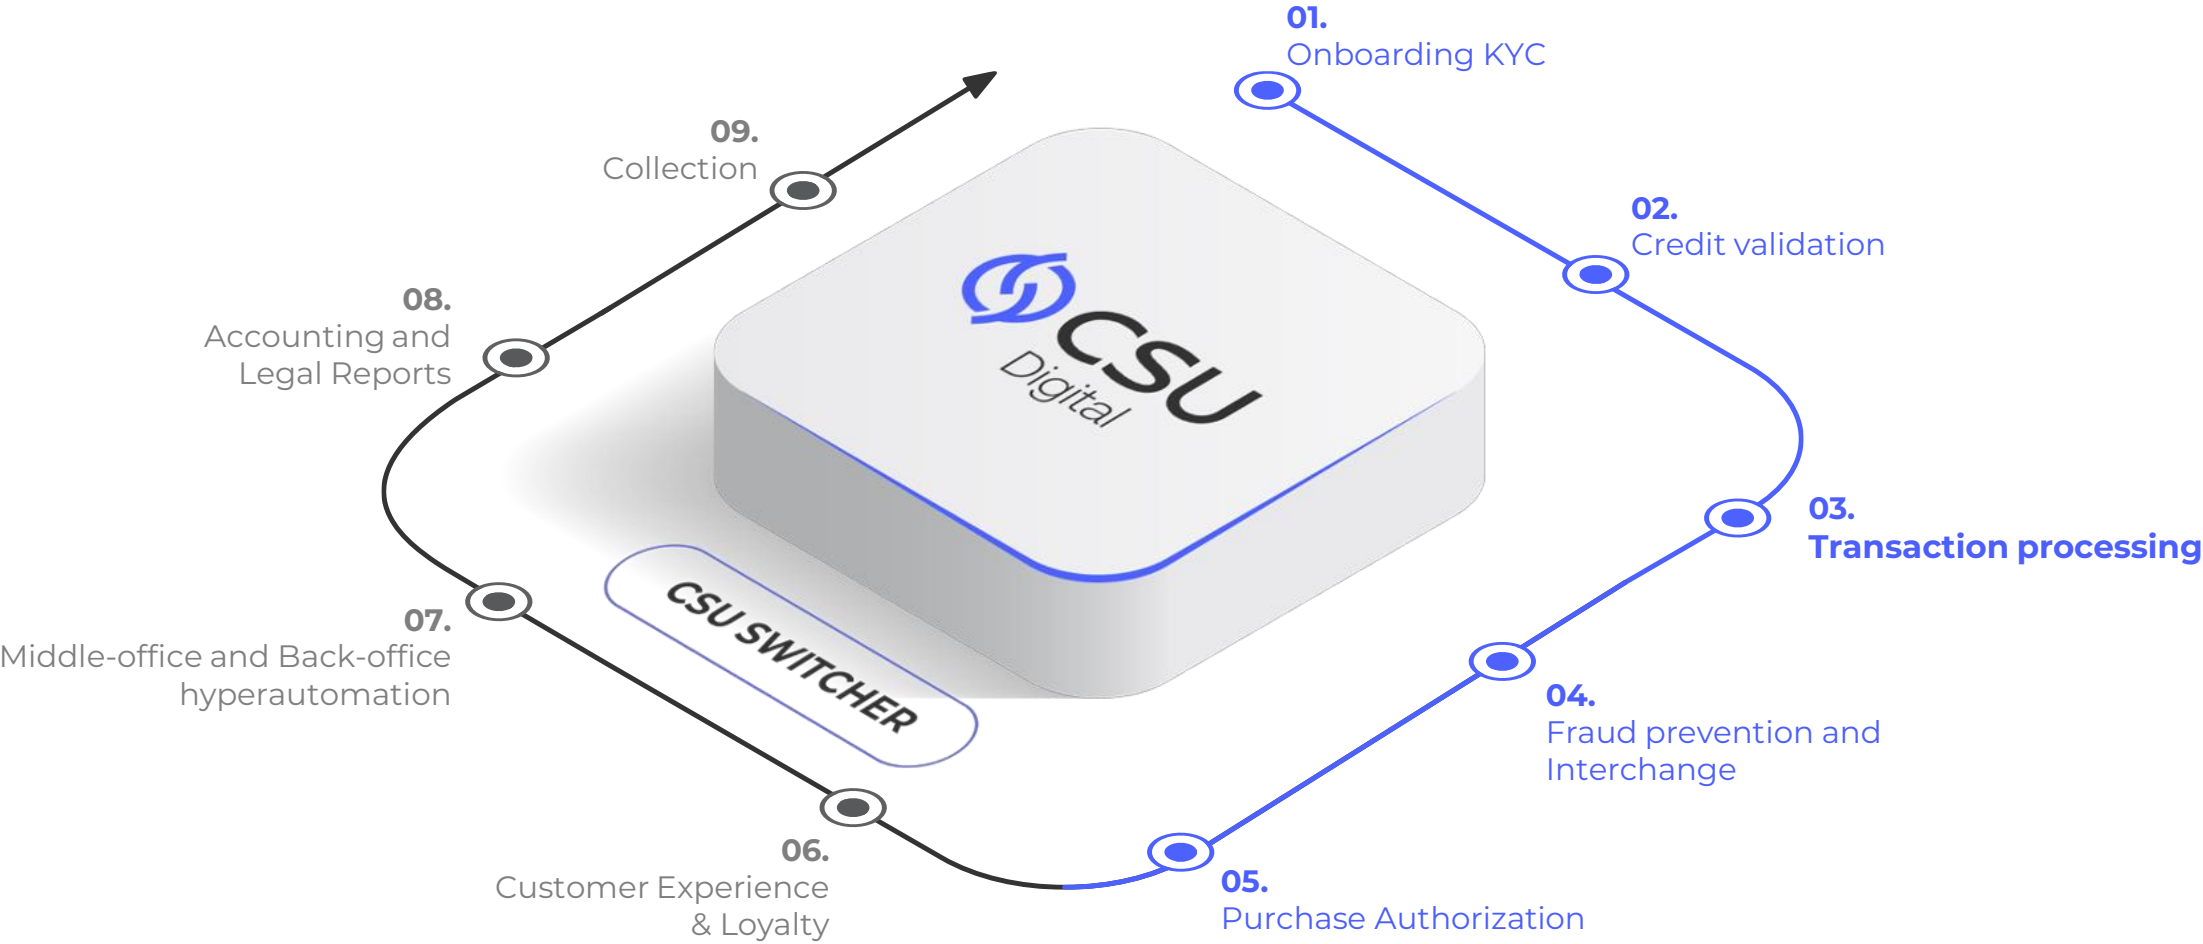 01.
Onboarding KYC
02.
Credit validation
03.
Transaction processing
04.
Fraud prevention and
Interchange
05.
Purchase Authorization
06.
Customer Experience
& Loyalty
07.
Middle-office and Back-office
hyperautomation
08.
Accounting and
Legal Reports
09.
Collection
CSU
Digital
CSU SWITCHER